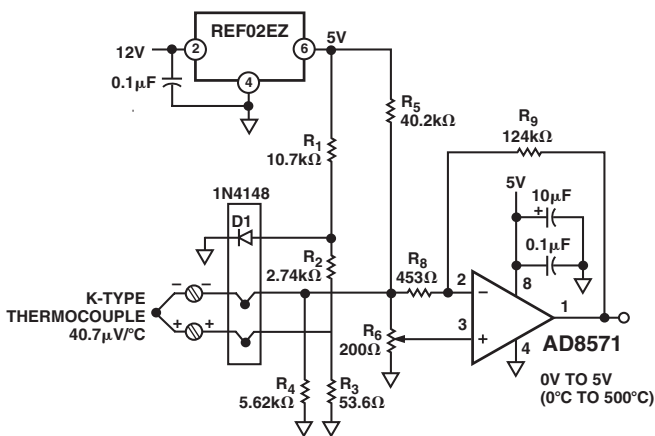 REF02EZ
12V
2
6
5V
4
0.1µF
R5
40.2kΩ
R9
124kΩ
R1
10.7kΩ
1N4148
D1
5V
10µF
+
0.1µF
R2
2.74kΩ
R8
453Ω
2
8
− −
−
K-TYPE
THERMOCOUPLE
40.7µV/°C
+ +
R6
200Ω
3
+
1
4
AD8571
0V TO 5V
(0°C TO 500°C)
R4
5.62kΩ
R3
53.6Ω